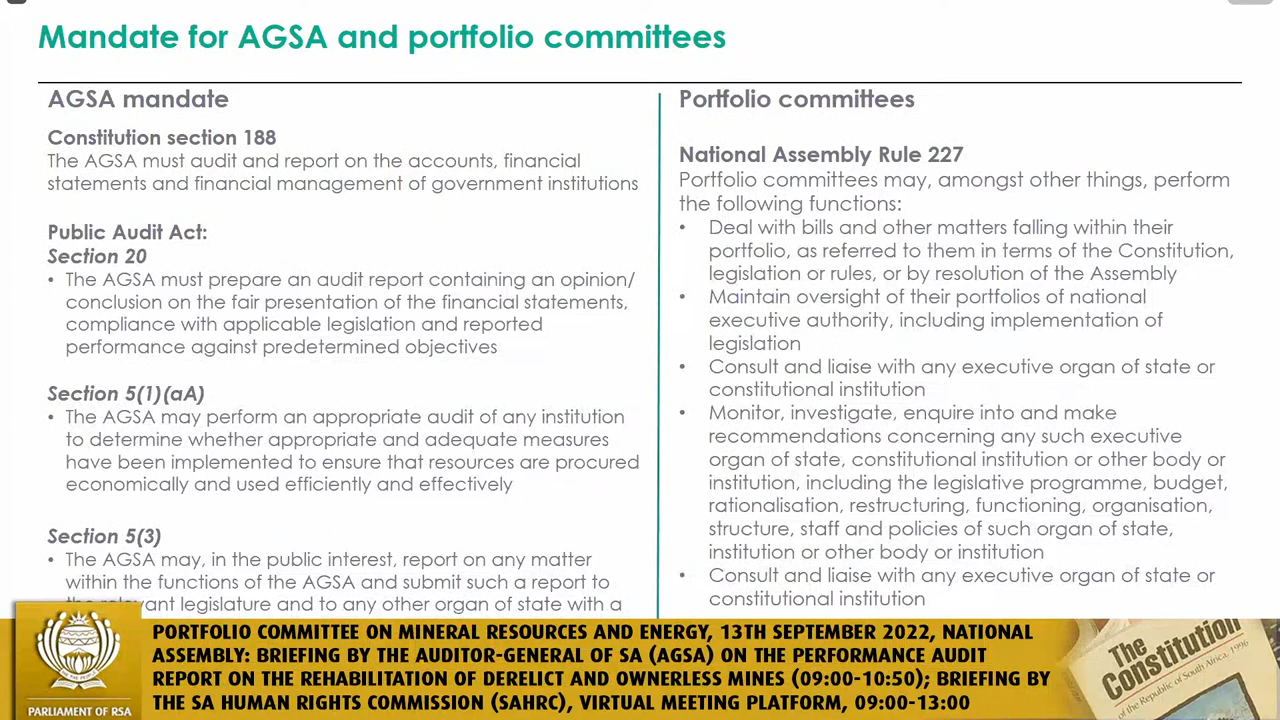 Mandate for AGSA and portfolio committees
AGSA mandate
Constitution section 188
The AGSA must audit and report on the accounts, financial
statements and financial management of government institutions
Public Audit Act:
Section 20
• The AGSA must prepare an audit report containing an opinion/
conclusion on the fair presentation of the financial statements,
compliance with applicable legislation and reported
performance against predetermined objectives
Section 5(1)(aA)
• The AGSA may perform an appropriate audit of any institution
to determine whether appropriate and adequate measures
have been implemented to ensure that resources are procured
economically and used efficiently and effectively
Section 5(3)
• The AGSA may, in the public interest, report on any matter
within the functions of the AGSA and submit such a report to
the relevant legislature and to any other organ of state with a
Portfolio committees
National Assembly Rule 227
Portfolio committees may, amongst other things, perform
the following functions:
• Deal with bills and other matters falling within their
portfolio, as referred to them in terms of the Constitution,
legislation or rules, or by resolution of the Assembly
• Maintain oversight of their portfolios of national
executive authority, including implementation of
legislation
• Consult and liaise with any executive organ of state or
constitutional institution
• Monitor, investigate, enquire into and make
recommendations concerning any such executive
organ of state, constitutional institution or other body or
institution, including the legislative programme, budget,
rationalisation, restructuring, functioning, organisation,
structure, staff and policies of such organ of state,
institution or other body or institution
• Consult and liaise with any executive organ of state or
constitutional institution
PARLIAMENT OF RSA
PORTFOLIO COMMITTEE ON MINERAL RESOURCES AND ENERGY, 13TH SEPTEMBER 2022, NATIONAL
ASSEMBLY: BRIEFING BY THE AUDITOR-GENERAL OF SA (AGSA) ON THE PERFORMANCE AUDIT
REPORT ON THE REHABILITATION OF DERELICT AND OWNERLESS MINES (09:00-10:50); BRIEFING BY
THE SA HUMAN RIGHTS COMMISSION (SAHRC), VIRTUAL MEETING PLATFORM, 09:00-13:00
The
Constitution
of the Republic of South Africa, 1996